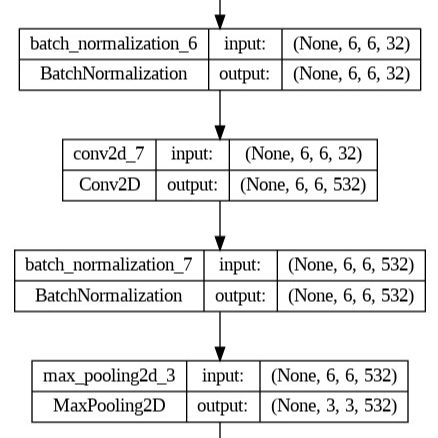 batch_normalization_6 input: (None, 6, 6, 32)
BatchNormalization output: (None, 6, 6, 32)
conv2d_7 input: (None, 6, 6, 32)
Conv2D output: (None, 6, 6, 532)
batch_normalization_7 input: (None, 6, 6, 532)
BatchNormalization output: (None, 6, 6, 532)
max_pooling2d_3 input: (None, 6, 6, 532)
MaxPooling2D output: (None, 3, 3, 532)